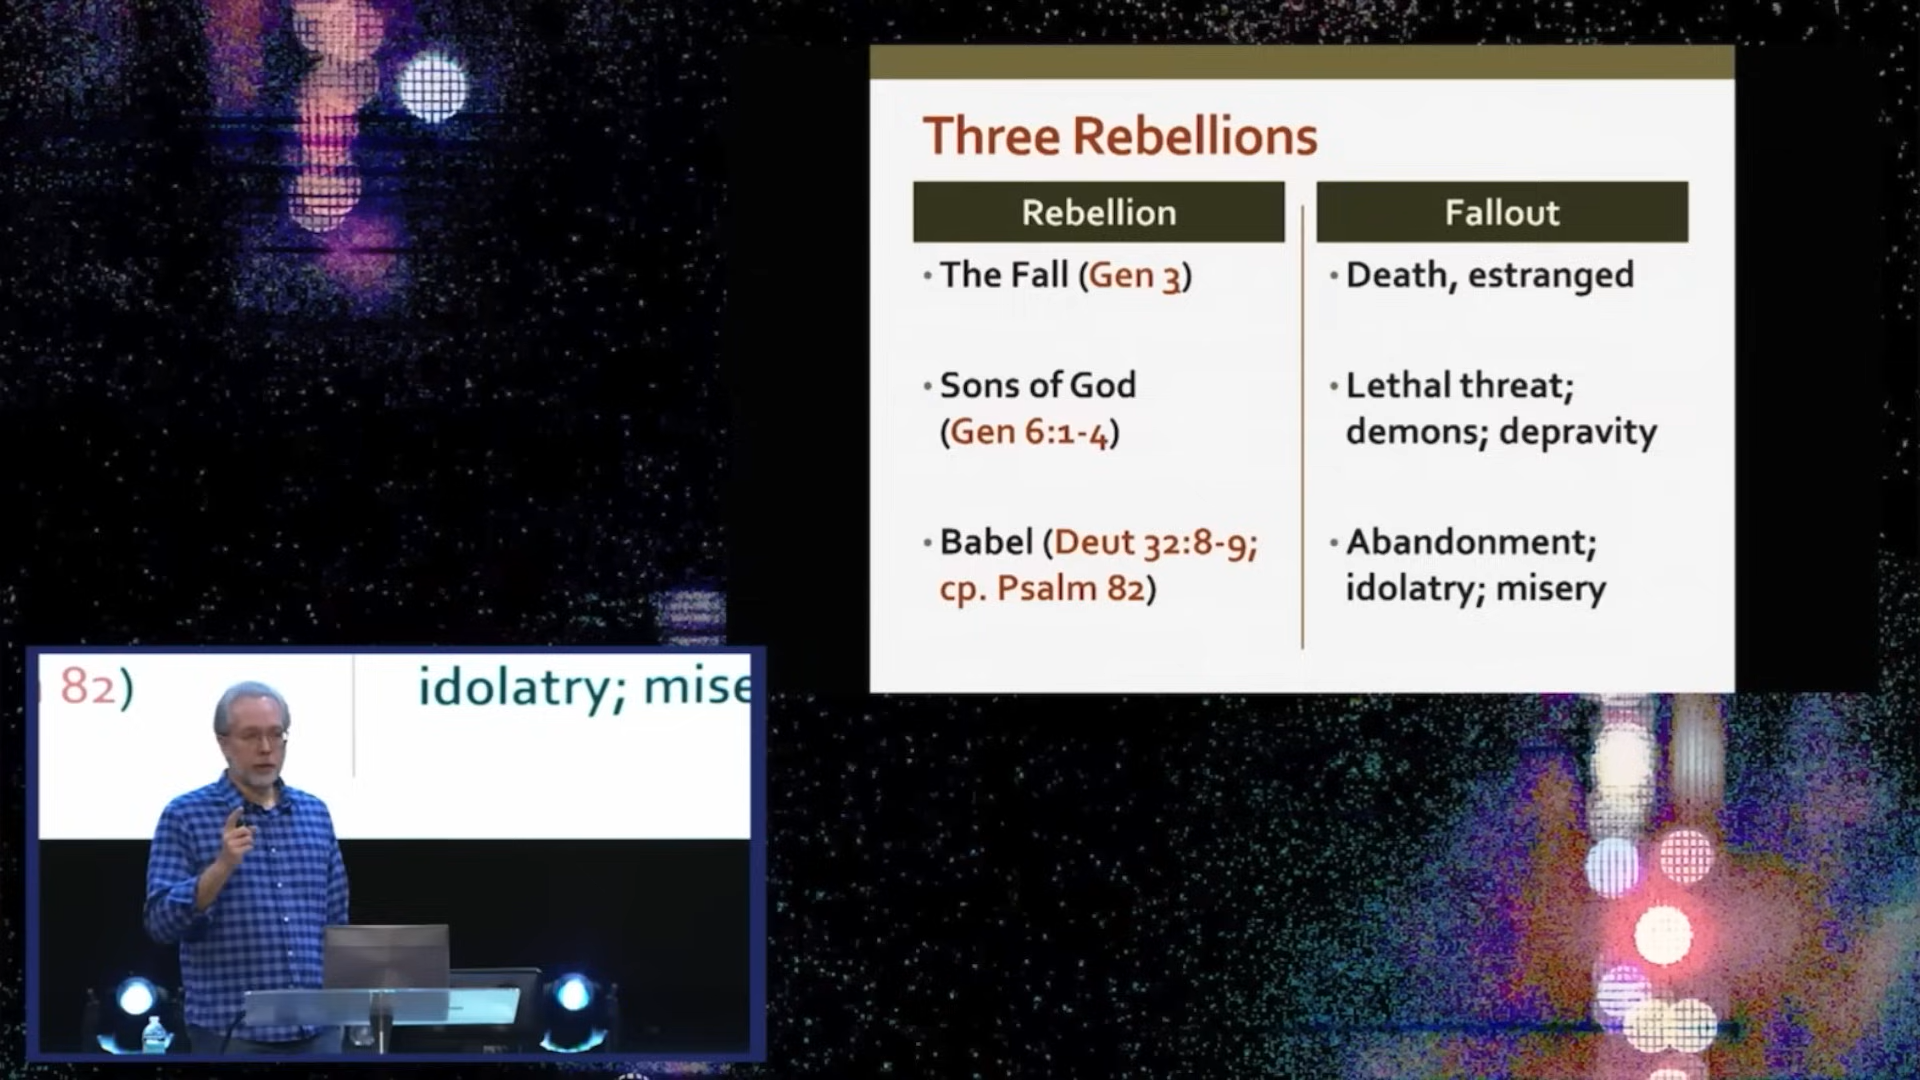 Three Rebellions
Rebellion
Fallout
• The Fall (Gen 3)
• Death, estranged
• Sons of God
(Gen 6:1-4)
• Lethal threat;
demons; depravity
• Babel (Deut 32:8-9;
cp. Psalm 82)
• Abandonment;
idolatry; misery
82)
idolatry; mise